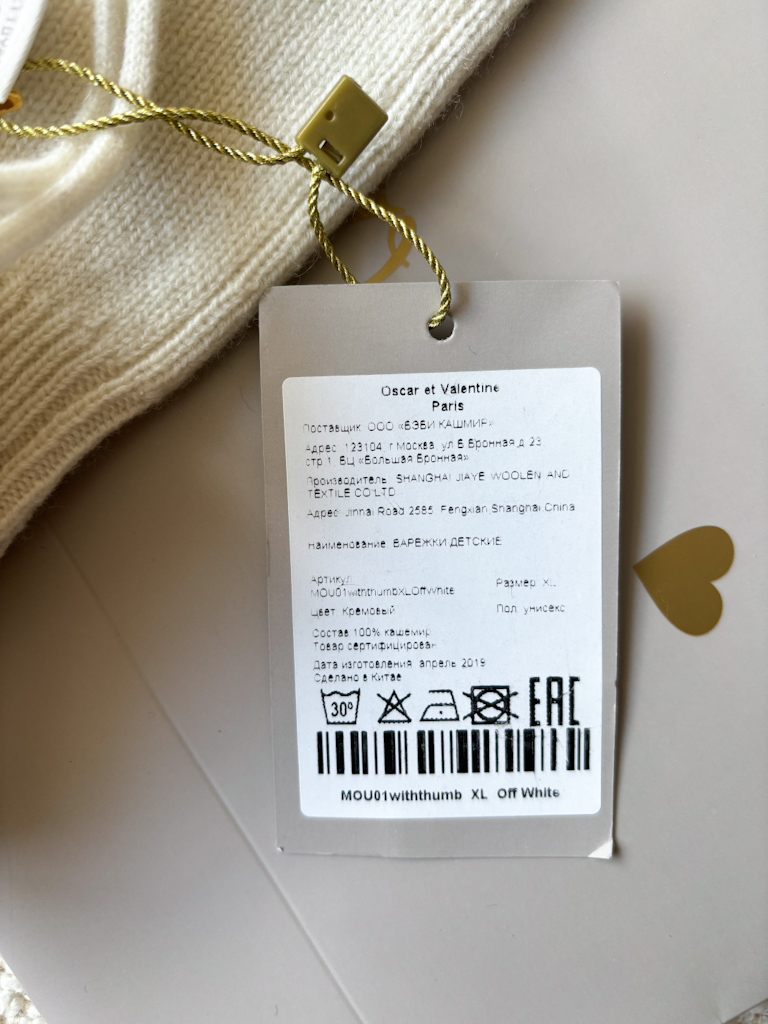 Oscar et Valentine
Paris
Поставщик: ООО «БЭБИ КАШМИР»
Адрес: 123104, г.Москва, ул.Б.Бронная,д.23,
стр.1, БЦ «Большая Бронная»
Производитель: SHANGHAI JIAYE WOOLEN AND
TEXTILE CO LTD
Адрес: Jinhai Road 2585, Fengxian,Shanghai,China
Наименование: ВАРЕЖКИ ДЕТСКИЕ
Артикул: Размер: XL
MOU01withthumbXLOffWhite
Цвет: Кремовый Пол: унисекс
Состав 100% кашемир
Товар сертифицирован
Дата изготовления: апрель 2019
Сделано в Китае
30° EAC
MOU01withthumb XL Off White